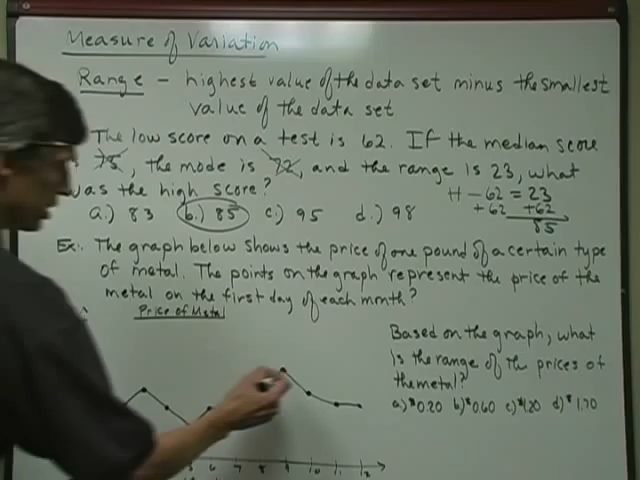 Measure of Variation
Range - highest value of the data set minus the smallest
value of the data set
The low score on a test is 62. If the median score
75, the mode is 72, and the range is 23, what
was the high score?
H - 62 = 23
+62 +62
85
a.) 83 b.) 85 c.) 95 d.) 98
Ex: The graph below shows the price of one pound of a certain type
of metal. The points on the graph represent the price of the
metal on the first day of each month?
Price of Metal
Based on the graph, what
is the range of the prices of
the metal?
a) $0.20 b) $0.60 c) $1.20 d) $1.70
5 6 7 8 9 10 11 12